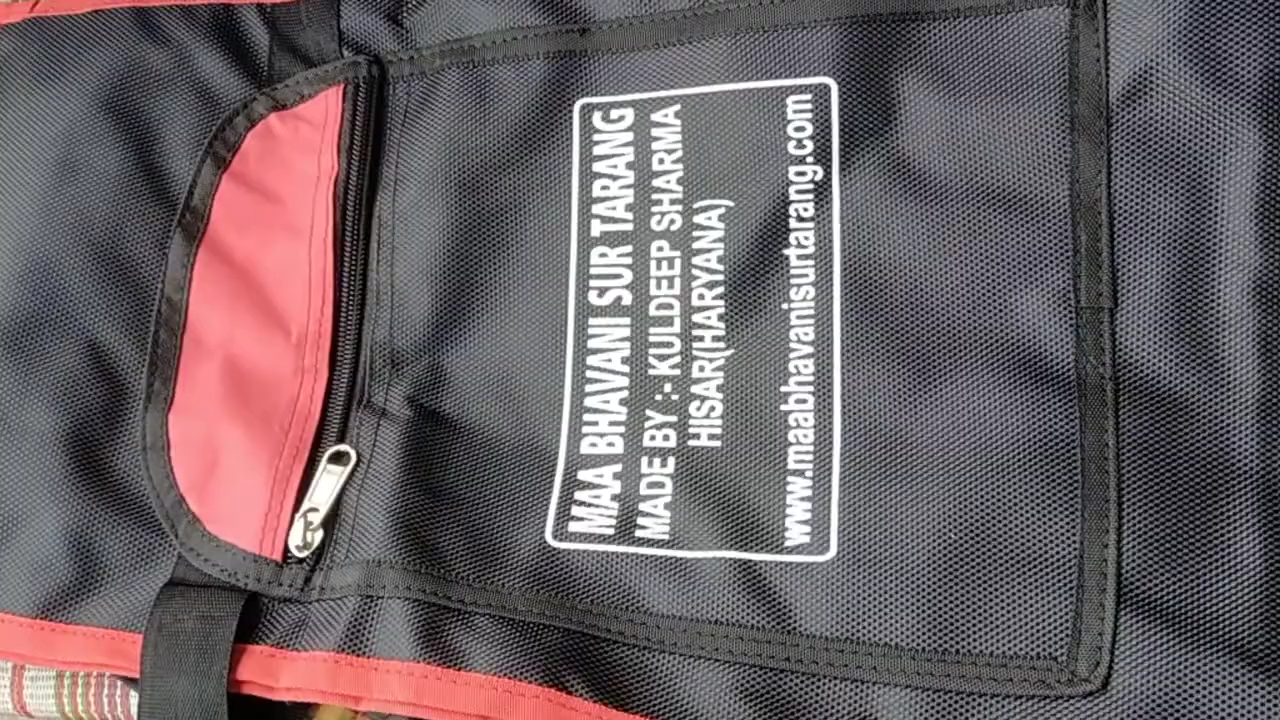 MAA BHAVANI SUR TARANG
MADE BY :- KULDEEP SHARMA
HISAR(HARYANA)
www.maabhavanisurtarang.com